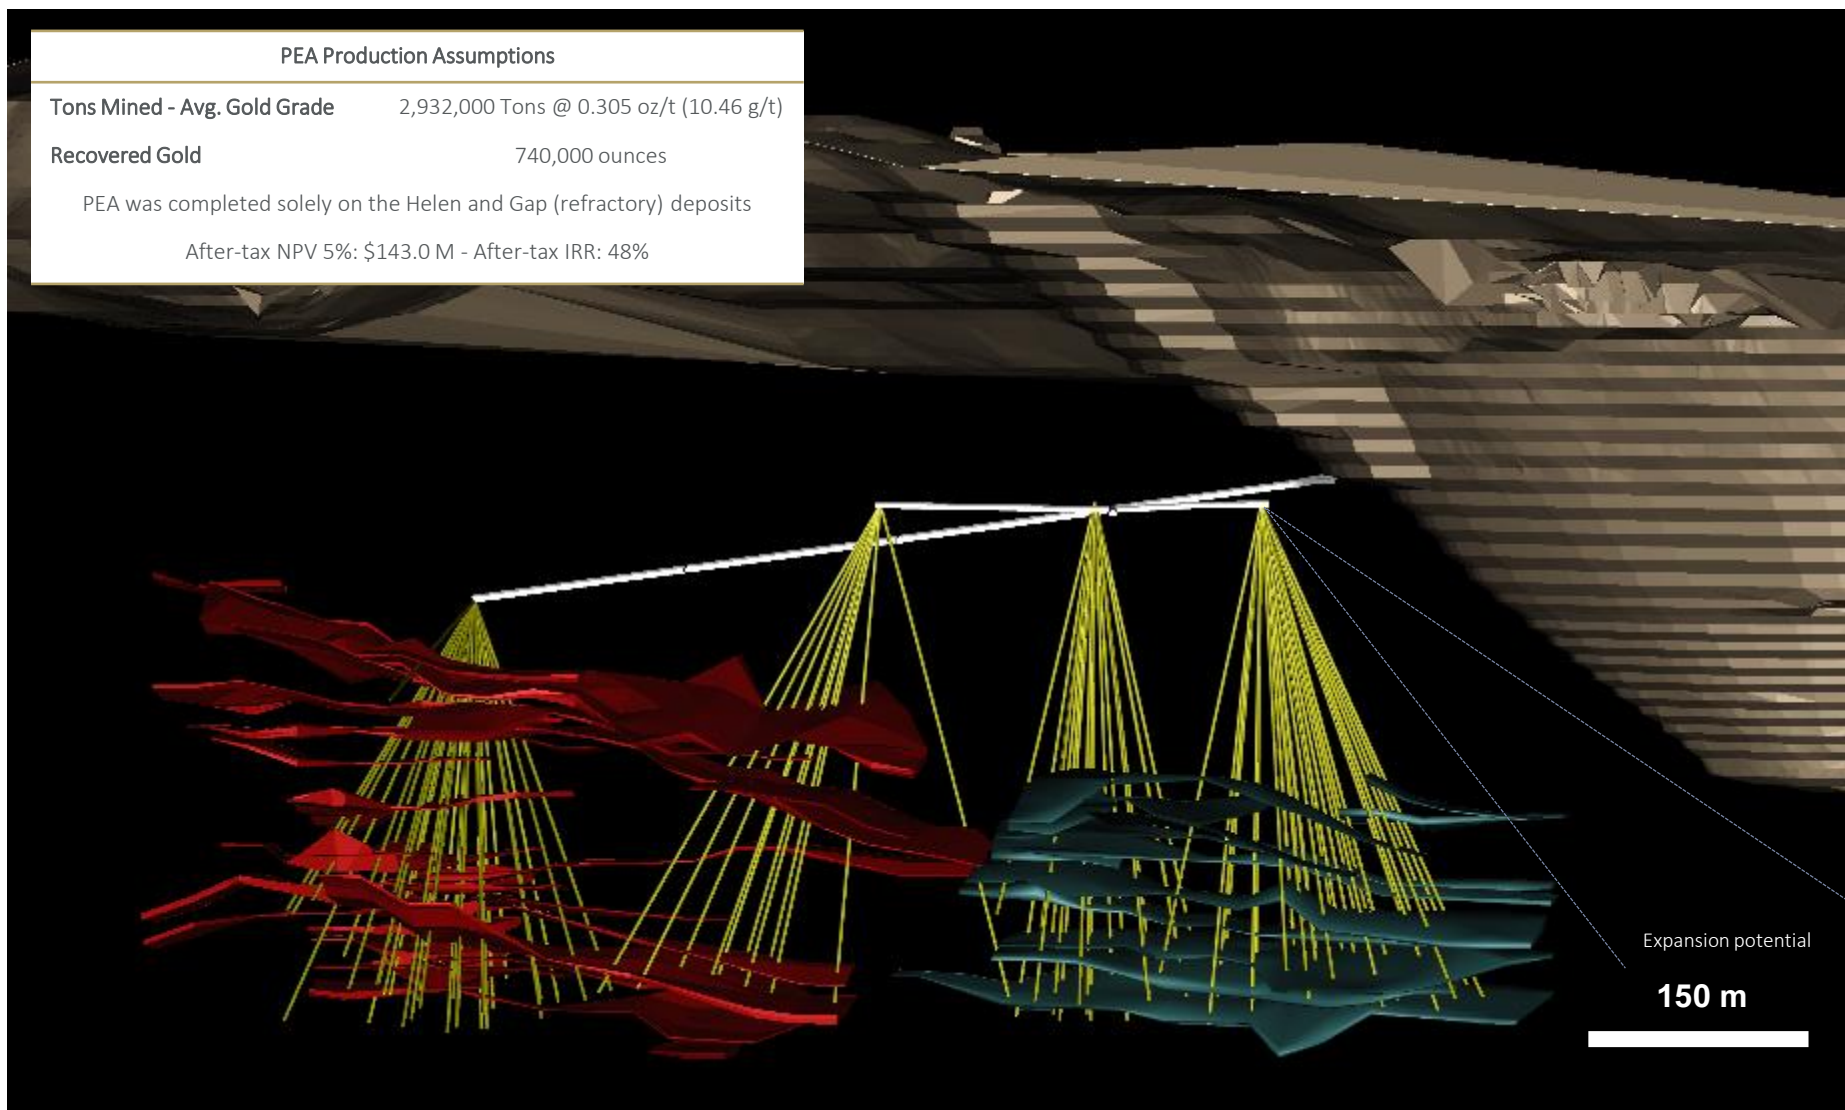 PEA Production Assumptions
Tons Mined - Avg. Gold Grade 2,932,000 Tons @ 0.305 oz/t (10.46 g/t)
Recovered Gold 740,000 ounces
PEA was completed solely on the Helen and Gap (refractory) deposits
After-tax NPV 5%: $143.0 M - After-tax IRR: 48%
Expansion potential
150 m